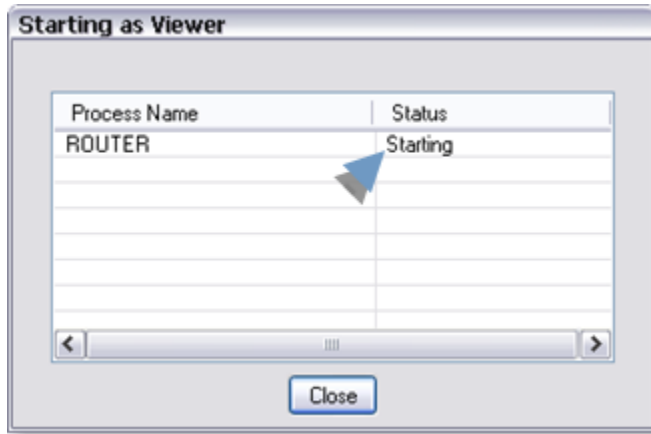 Starting as Viewer
Process Name Status
ROUTER Starting
Close